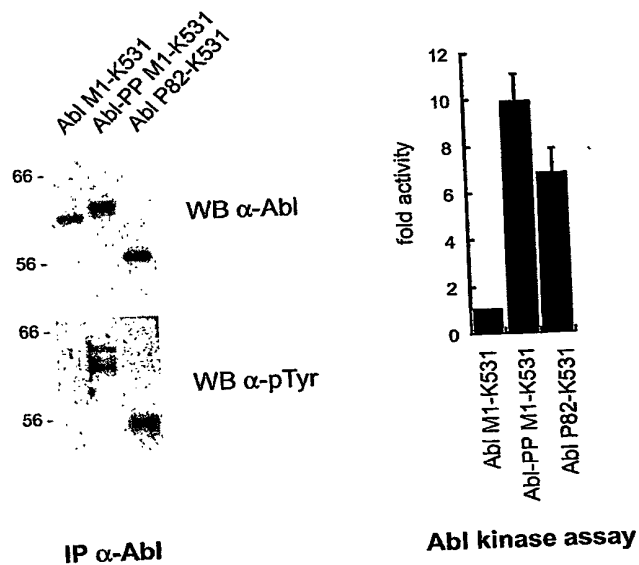 Abl M1-K531
Abl-PP M1-K531
Abl P82-K531
66 -
56 -
WB α-Abl
66 -
56 -
WB α-pTyr
IP α-Abl
12
10
8
6
4
2
0
fold activity
Abl M1-K531
Abl-PP M1-K531
Abl P82-K531
Abl kinase assay